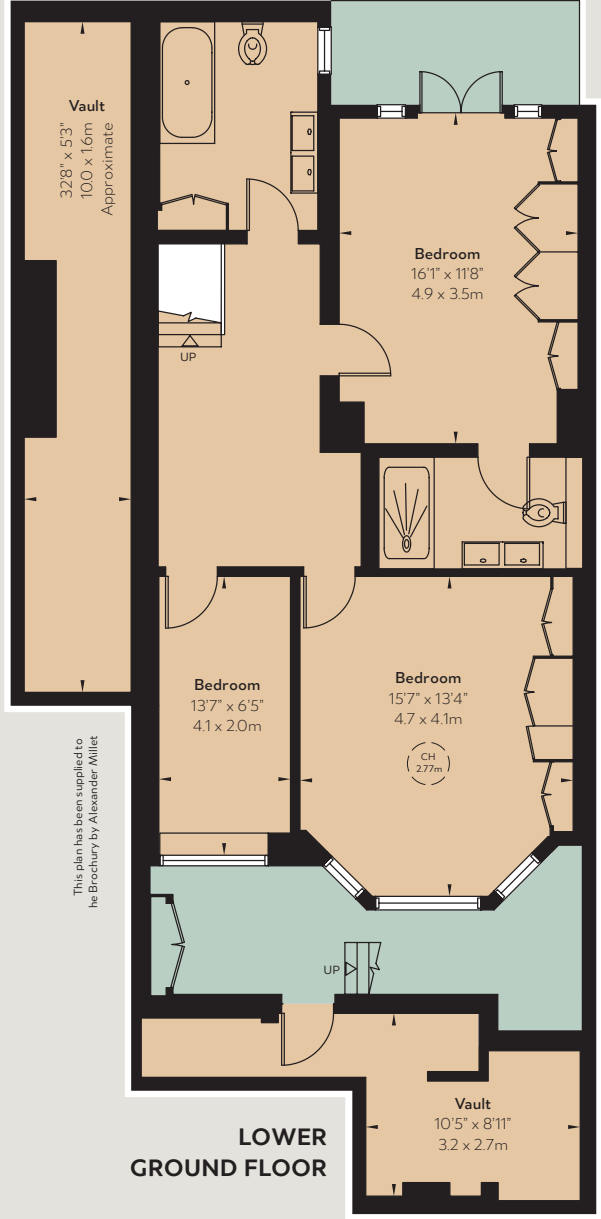 Vault
32'8" x 5'3"
10.0 x 1.6m
Approximate
Bedroom
16'1" x 11'8"
4.9 x 3.5m
UP
Bedroom
13'7" x 6'5"
4.1 x 2.0m
Bedroom
15'7" x 13'4"
4.7 x 4.1m
CH
2.77m
This plan has been supplied to
he Brochury by Alexander Millet
UP
Vault
10'5" x 8'11"
3.2 x 2.7m
LOWER
GROUND FLOOR